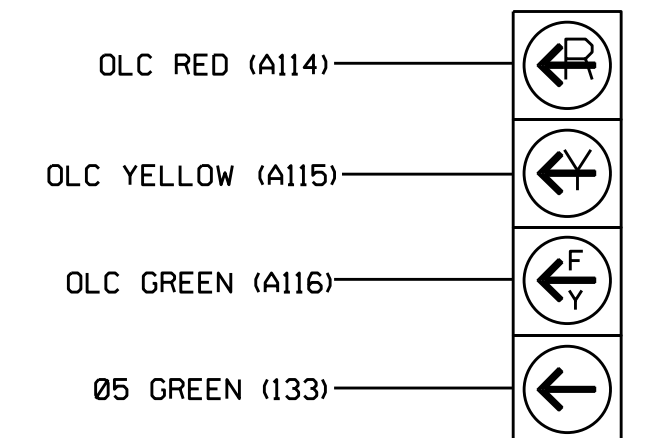 OLC RED (A114)
R
OLC YELLOW (A115)
Y
OLC GREEN (A116)
F
Y
Ø5 GREEN (133)